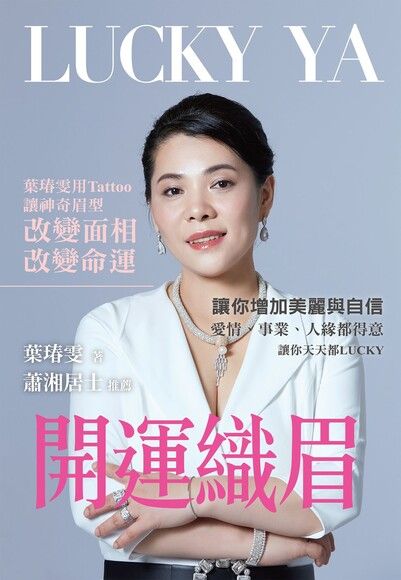 LUCKY YA
葉瑃雯用Tattoo
讓神奇眉型
改變面相
改變命運
讓你增加美麗與自信
愛情、事業、人緣都得意
讓你天天都LUCKY
葉瑃雯 著
蕭湘居士 推薦
開運織眉